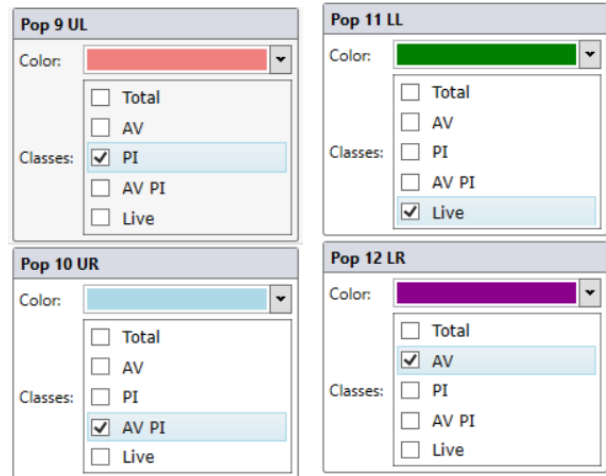 Pop 9 UL
Color:
Classes:
Total
AV
PI
AV PI
Live
Pop 11 LL
Color:
Classes:
Total
AV
PI
AV PI
Live
Pop 10 UR
Color:
Classes:
Total
AV
PI
AV PI
Live
Pop 12 LR
Color:
Classes:
Total
AV
PI
AV PI
Live